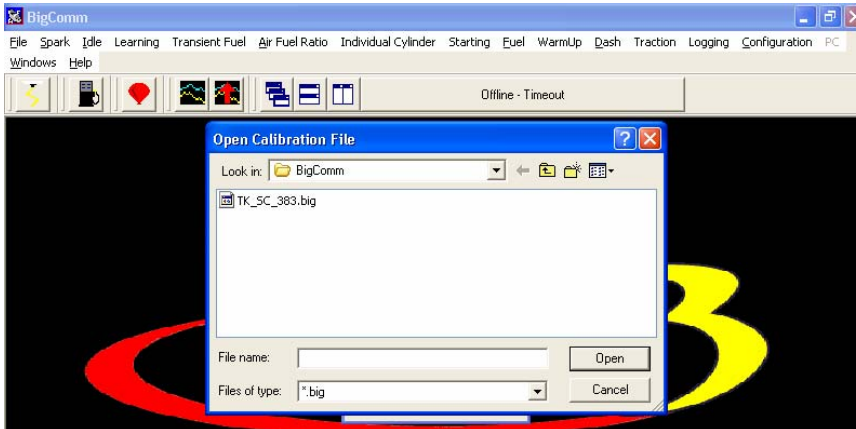 BigComm
File Spark Idle Learning Transient Fuel Air Fuel Ratio Individual Cylinder Starting Fuel WarmUp Dash Traction Logging Configuration PC
Windows Help
Offline - Timeout
Open Calibration File
Look in: BigComm
TK_SC_383.big
File name:
Open
Files of type: *.big
Cancel